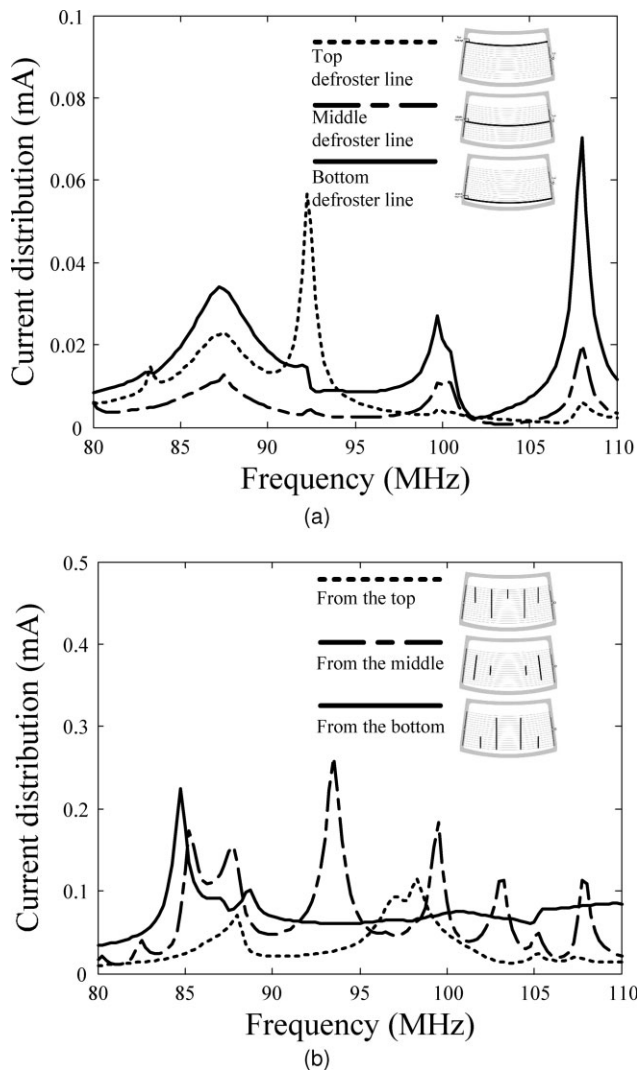 0.1
Top
defroster line
0.08
Middle
defroster line
0.06
Bottom
defroster line
0.04
0.02
0
80 85 90 95 100 105 110
Current distribution (mA)
Frequency (MHz)
(a)
0.5
From the top
0.4
From the middle
0.3
From the bottom
0.2
0.1
0
80 85 90 95 100 105 110
Current distribution (mA)
Frequency (MHz)
(b)